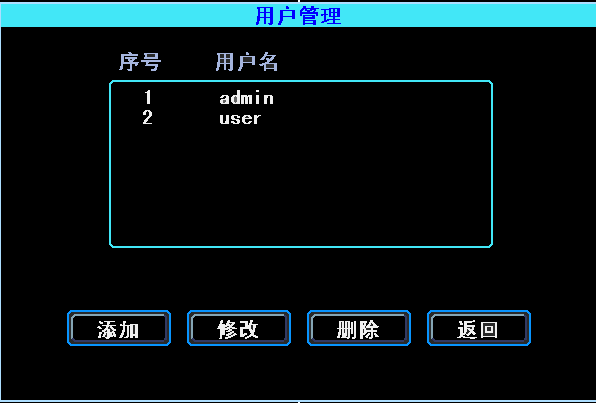 用户管理
序号 用户名
1 admin
2 user
添加 修改 删除 返回